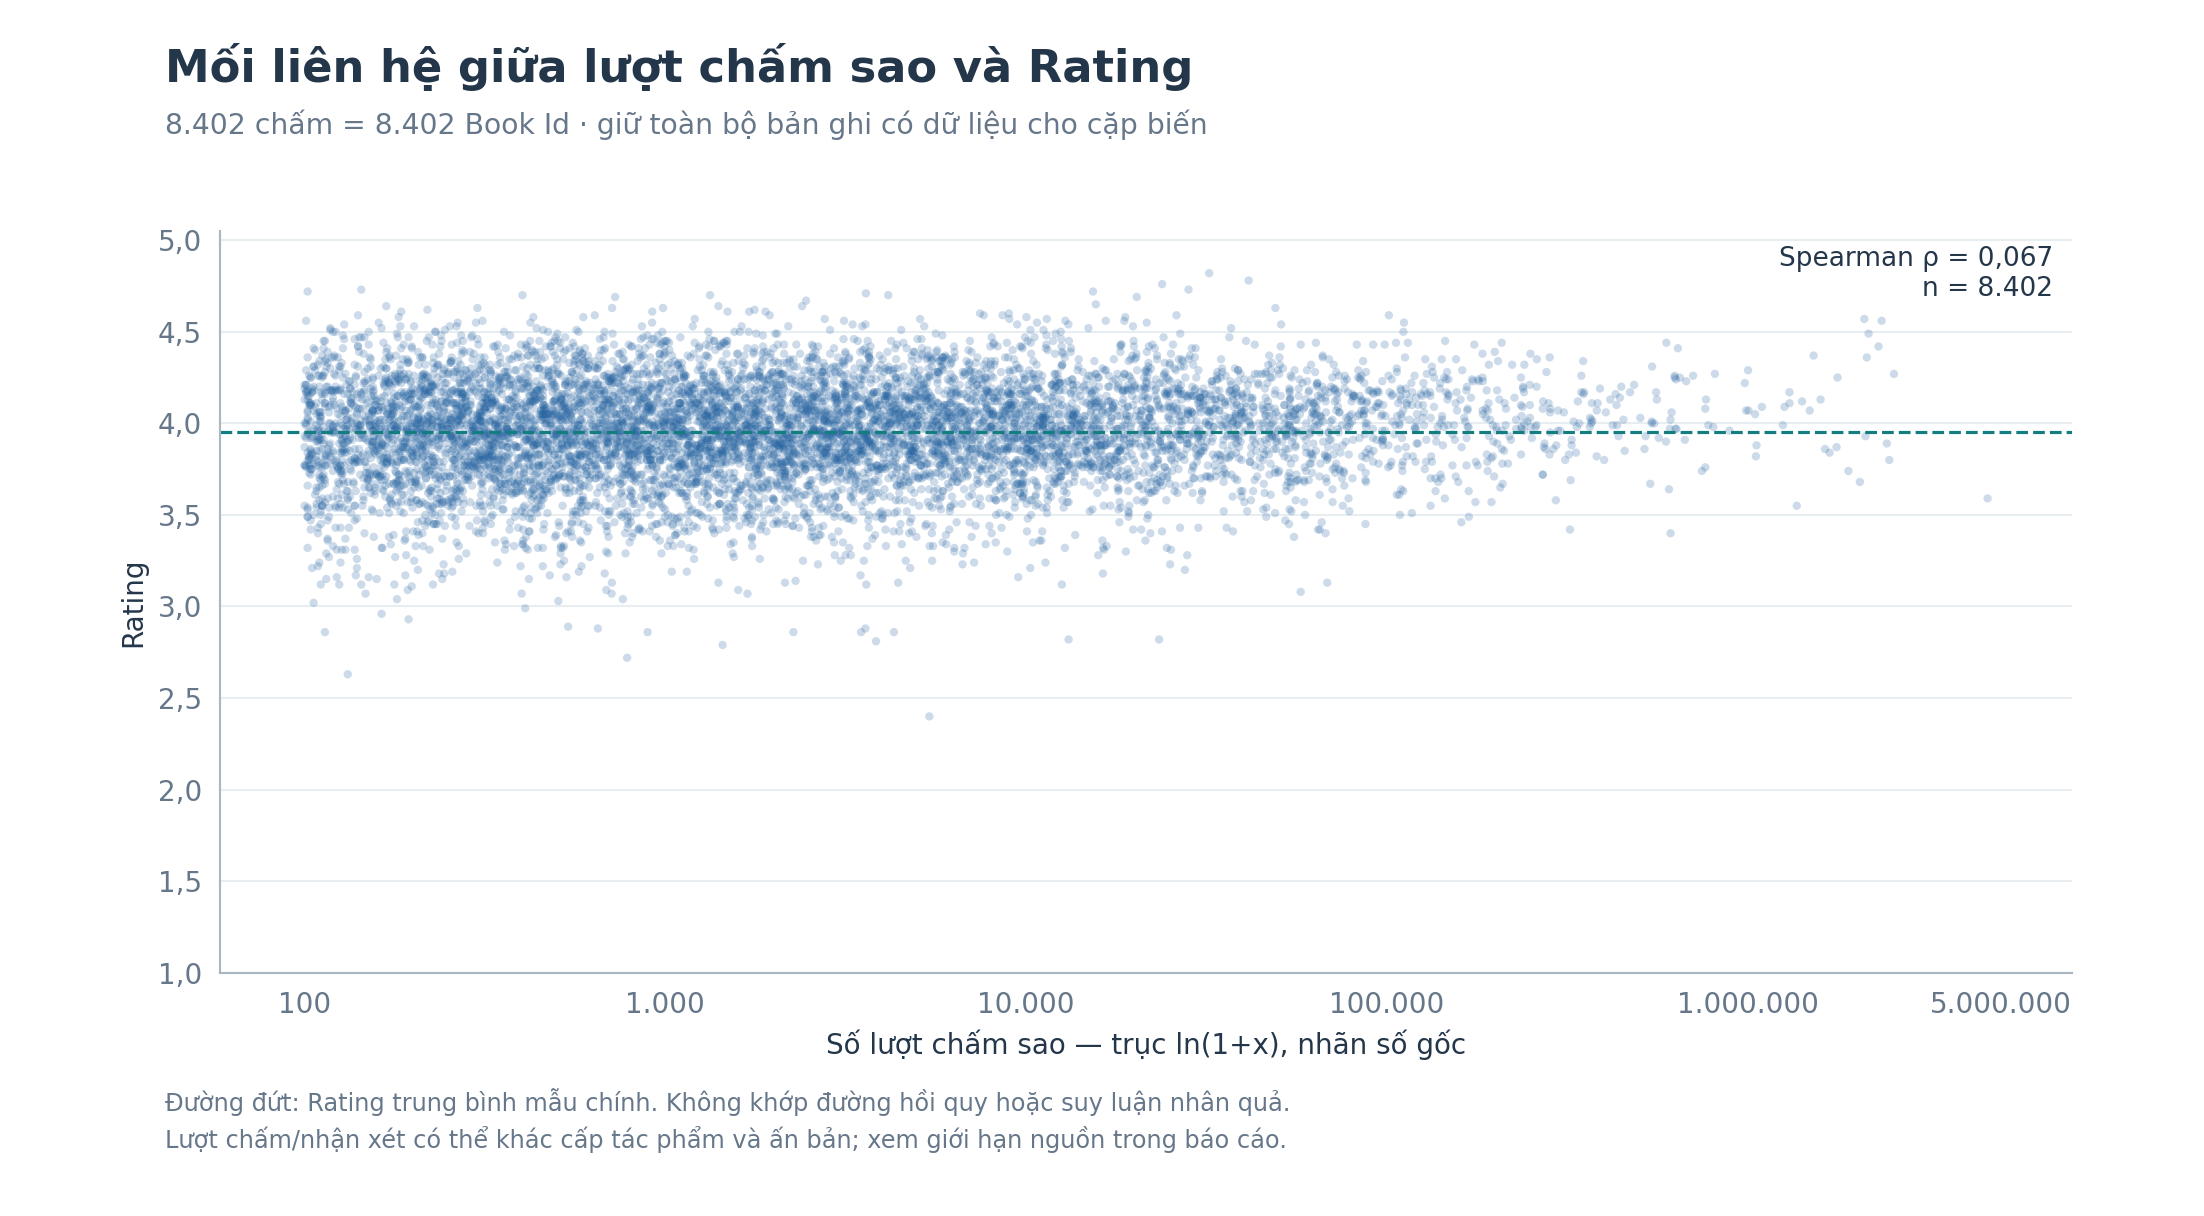 Mối liên hệ giữa lượt chấm sao và Rating
8.402 chấm = 8.402 Book Id · giữ toàn bộ bản ghi có dữ liệu cho cặp biến
Spearman ρ = 0,067
n = 8.402
5,0
4,5
4,0
3,5
3,0
2,5
2,0
1,5
1,0
Rating
100
1.000
10.000
100.000
1.000.000
5.000.000
Số lượt chấm sao — trục ln(1+x), nhãn số gốc
Đường đứt: Rating trung bình mẫu chính. Không khớp đường hồi quy hoặc suy luận nhân quả.
Lượt chấm/nhận xét có thể khác cấp tác phẩm và ấn bản; xem giới hạn nguồn trong báo cáo.